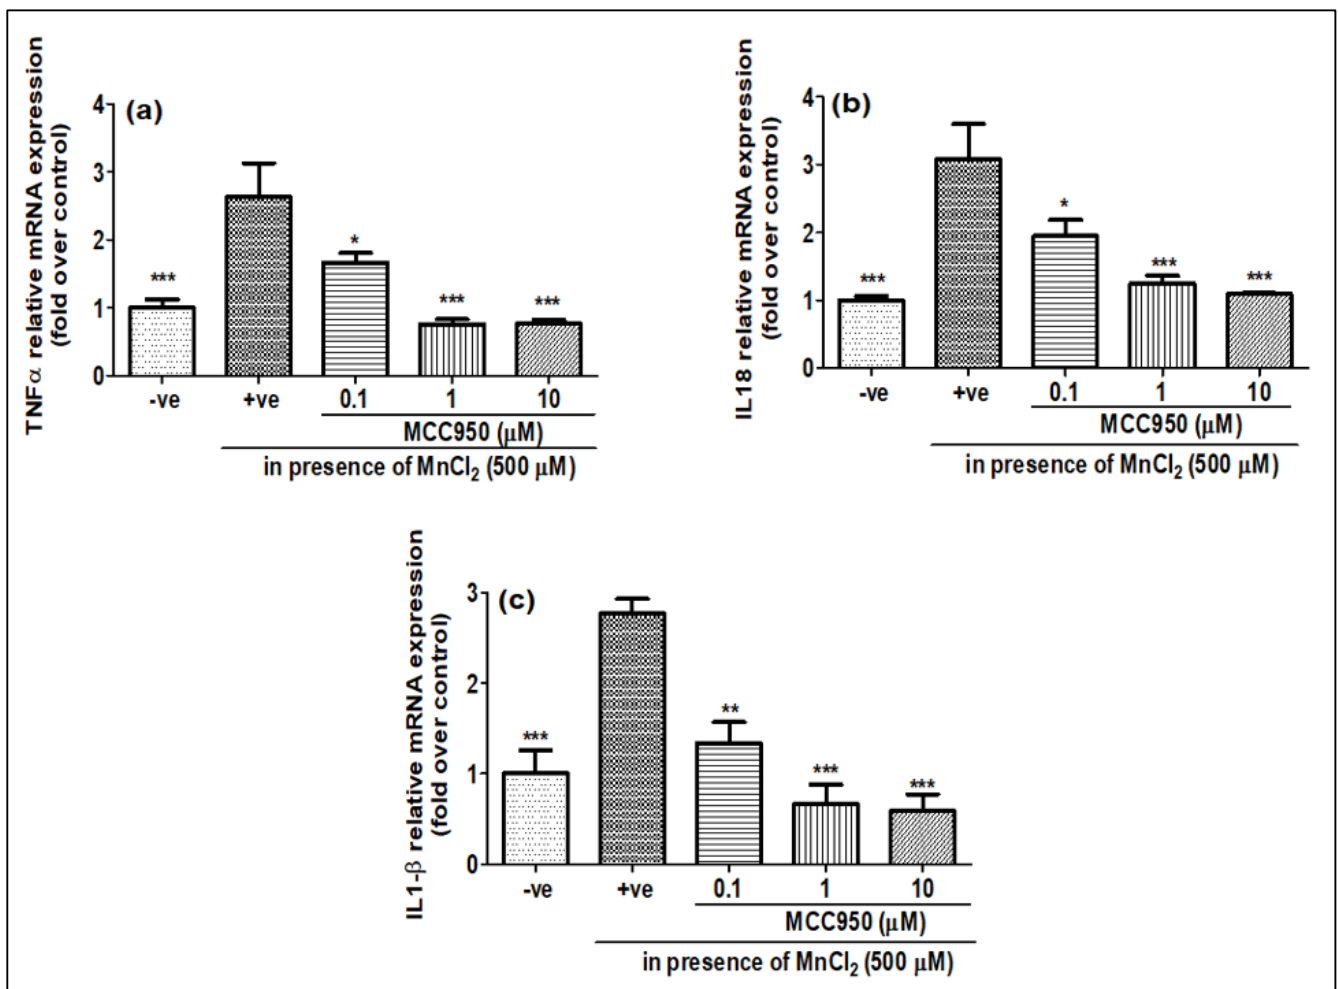 TNFα relative mRNA expression
(fold over control)
(a)
4
3
2
1
0
***
*
***
***
-ve
+ve
0.1
1
10
MCC950 (μM)
in presence of MnCl₂ (500 μM)
IL18 relative mRNA expression
(fold over control)
(b)
4
3
2
1
0
***
*
***
***
-ve
+ve
0.1
1
10
MCC950 (μM)
in presence of MnCl₂ (500 μM)
IL1-β relative mRNA expression
(fold over control)
(c)
3
2
1
0
***
**
***
***
-ve
+ve
0.1
1
10
MCC950 (μM)
in presence of MnCl₂ (500 μM)